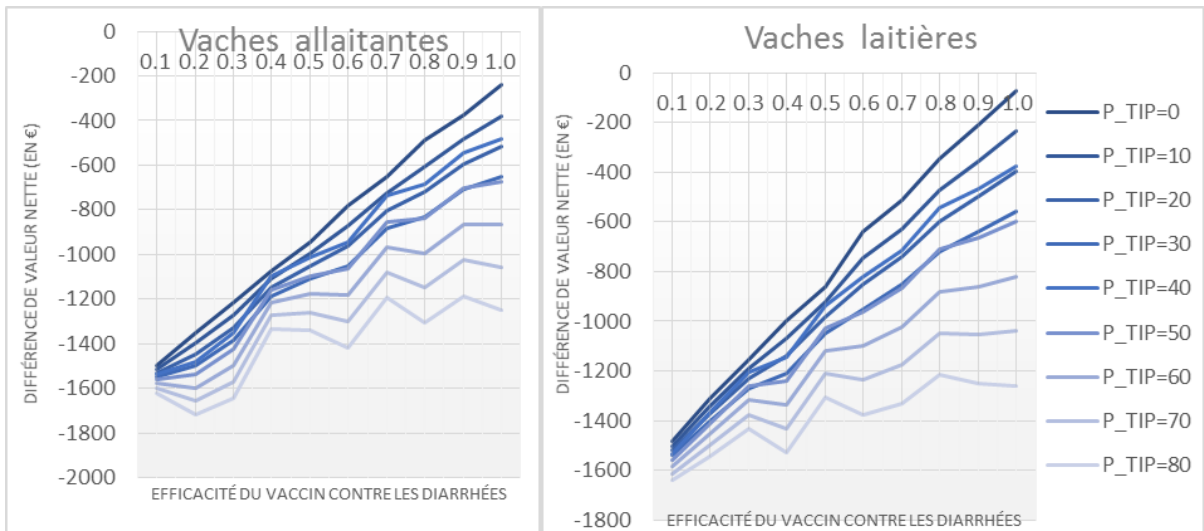 Vaches allaitantes
0
-200
-400
-600
-800
-1000
-1200
-1400
-1600
-1800
-2000
0.1 0.2 0.3 0.4 0.5 0.6 0.7 0.8 0.9 1.0
DIFFÉRENCE DE VALEUR NETTE (EN €)
EFFICACITÉ DU VACCIN CONTRE LES DIARRHÉES
Vaches laitières
0
-200
-400
-600
-800
-1000
-1200
-1400
-1600
-1800
0.1 0.2 0.3 0.4 0.5 0.6 0.7 0.8 0.9 1.0
DIFFÉRENCE DE VALEUR NETTE (EN €)
EFFICACITÉ DU VACCIN CONTRE LES DIARRHÉES
P_TIP=0
P_TIP=10
P_TIP=20
P_TIP=30
P_TIP=40
P_TIP=50
P_TIP=60
P_TIP=70
P_TIP=80